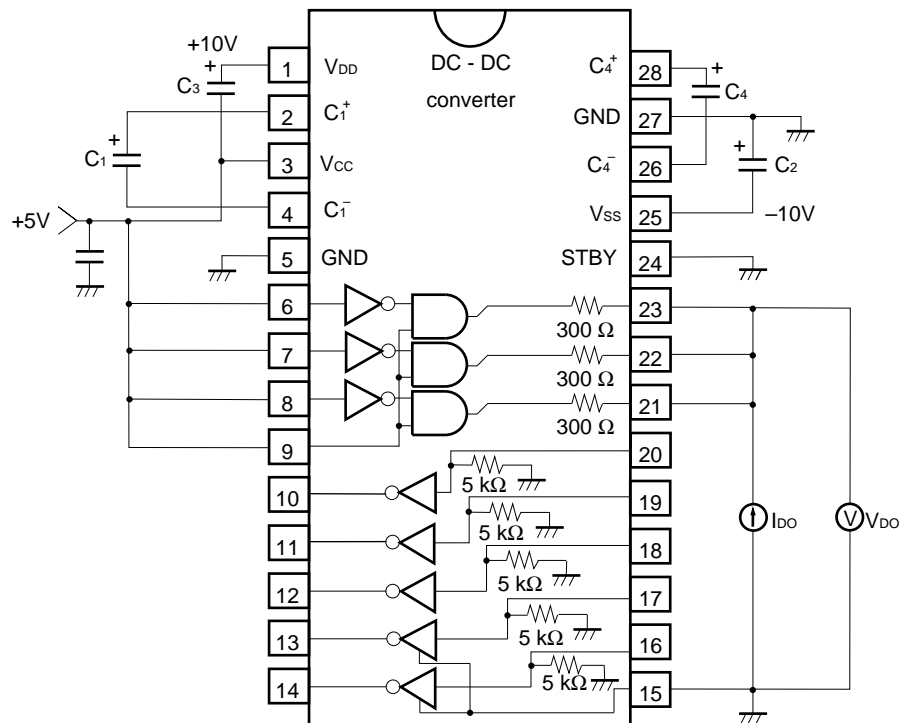 +10V
+
C3
1
VDD
DC - DC
converter
C4+
28
+
C4
2
C1+
GND
27
+
C1
3
VCC
C4−
26
+
C2
4
C1−
VSS
25
−10V
+5V
5
GND
STBY
24
6
300 Ω
23
7
300 Ω
22
8
300 Ω
21
9
20
5 kΩ
10
19
5 kΩ
11
18
5 kΩ
12
17
5 kΩ
13
16
5 kΩ
14
15
IDO
V
VDO